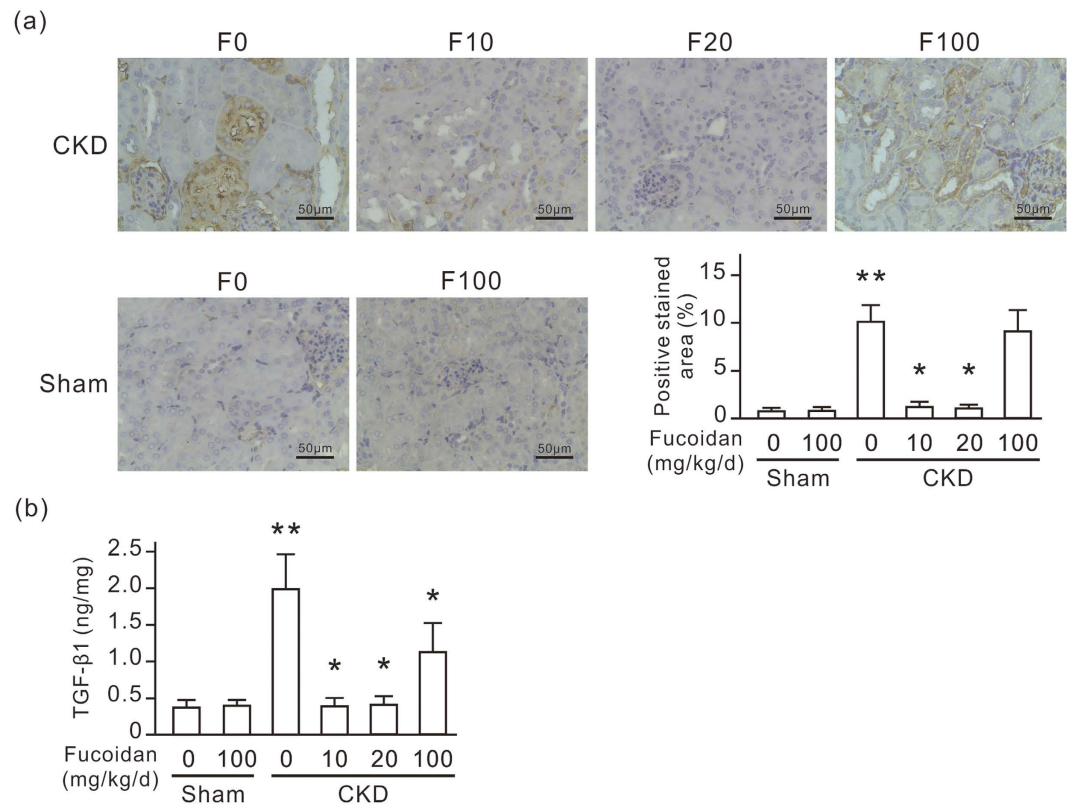 (a)
F0 F10 F20 F100
CKD
50μm 50μm 50μm 50μm
F0 F100
Sham
50μm 50μm
Positive stained
area (%)
15
10
5
0
** * *
Fucoidan
(mg/kg/d)
0 100 0 10 20 100
Sham CKD
(b)
TGF-β1 (ng/mg)
2.5
2.0
1.5
1.0
0.5
0
** * * *
Fucoidan
(mg/kg/d)
0 100 0 10 20 100
Sham CKD